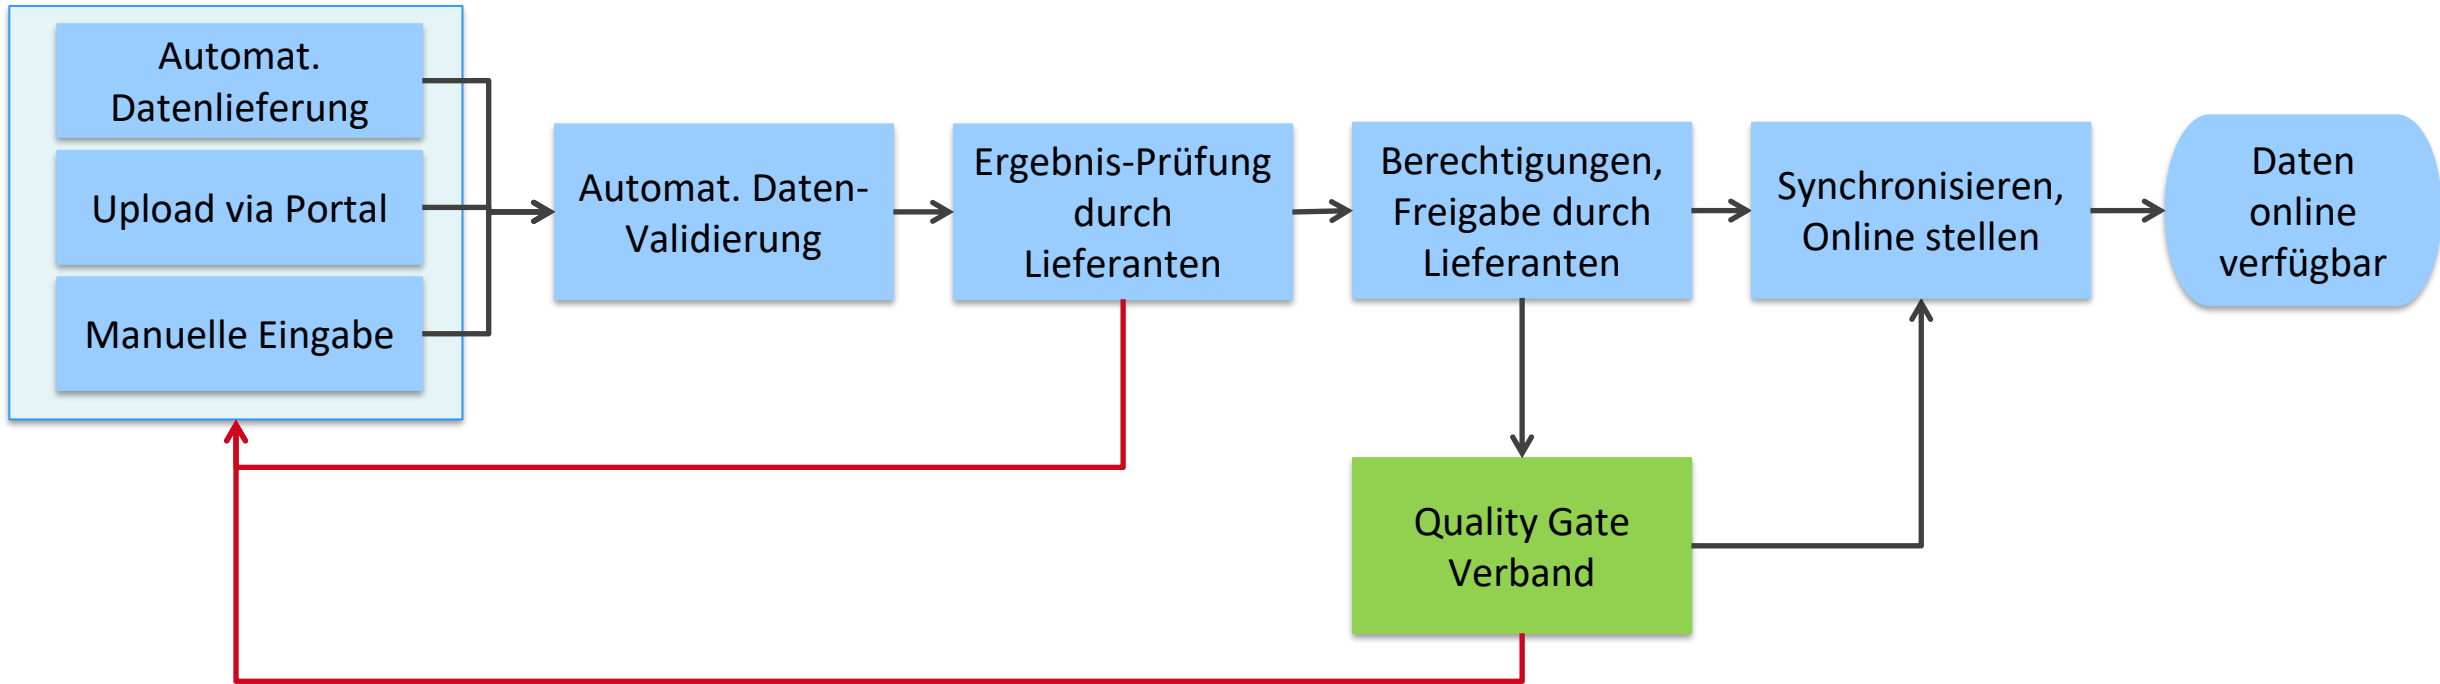 Automat.
Datenlieferung
Upload via Portal
Manuelle Eingabe
Automat. Daten-
Validierung
Ergebnis-Prüfung
durch
Lieferanten
Berechtigungen,
Freigabe durch
Lieferanten
Synchronisieren,
Online stellen
Daten
online
verfügbar
Quality Gate
Verband